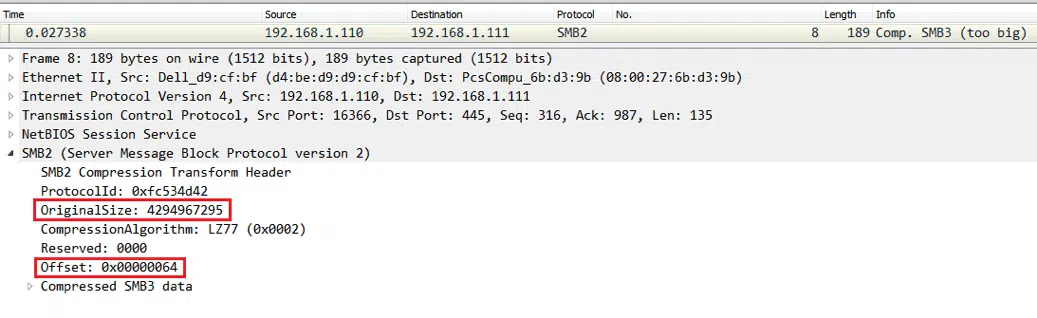 Time Source Destination Protocol No. Length Info
0.027338 192.168.1.110 192.168.1.111 SMB2 8 189 Comp. SMB3 (too big)
Frame 8: 189 bytes on wire (1512 bits), 189 bytes captured (1512 bits)
Ethernet II, Src: Dell_d9:cf:bf (d4:be:d9:d9:cf:bf), Dst: PcsCompu_6b:d3:9b (08:00:27:6b:d3:9b)
Internet Protocol Version 4, Src: 192.168.1.110, Dst: 192.168.1.111
Transmission Control Protocol, Src Port: 16366, Dst Port: 445, Seq: 316, Ack: 987, Len: 135
NetBIOS Session Service
SMB2 (Server Message Block Protocol version 2)
SMB2 Compression Transform Header
ProtocolId: 0xfc534d42
OriginalSize: 4294967295
CompressionAlgorithm: LZ77 (0x0002)
Reserved: 0000
Offset: 0x00000064
Compressed SMB3 data